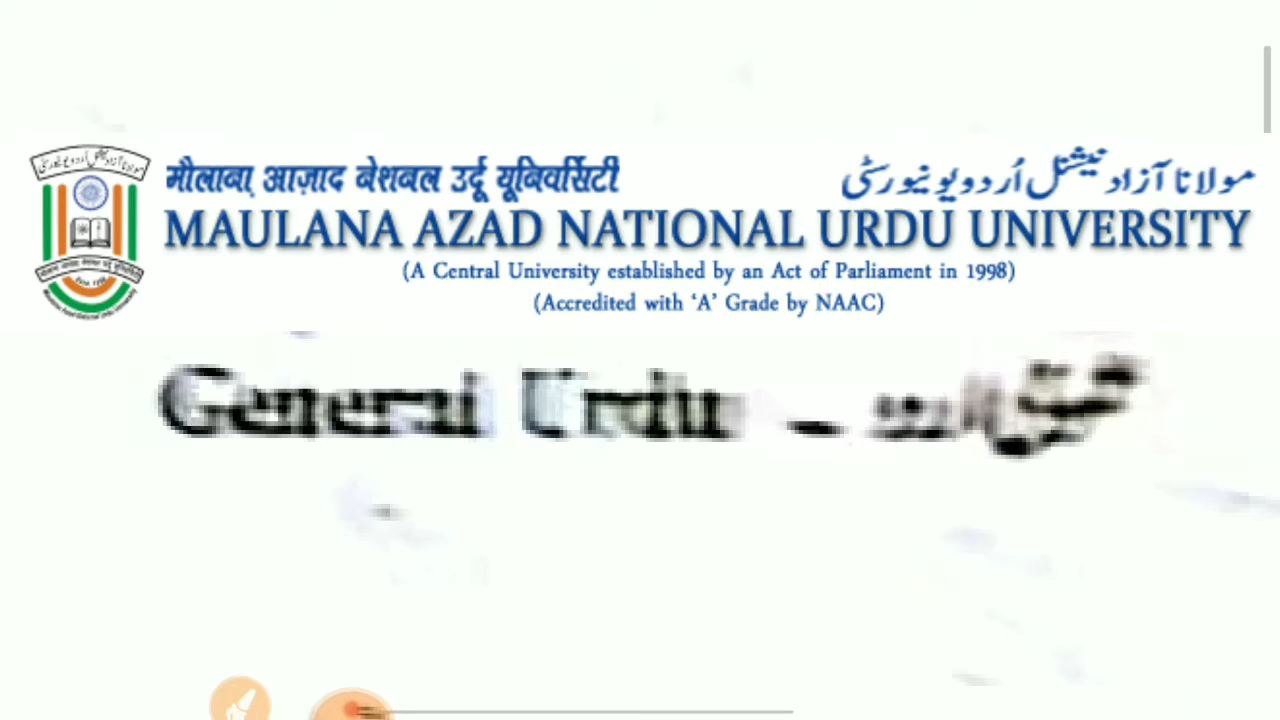 मौलाना आज़ाद नेशनल उर्दू यूनिवर्सिटी
مولانا آزاد نیشنل اُردو یونیورسٹی
MAULANA AZAD NATIONAL URDU UNIVERSITY
(A Central University established by an Act of Parliament in 1998)
(Accredited with ‘A’ Grade by NAAC)
General Urdu –